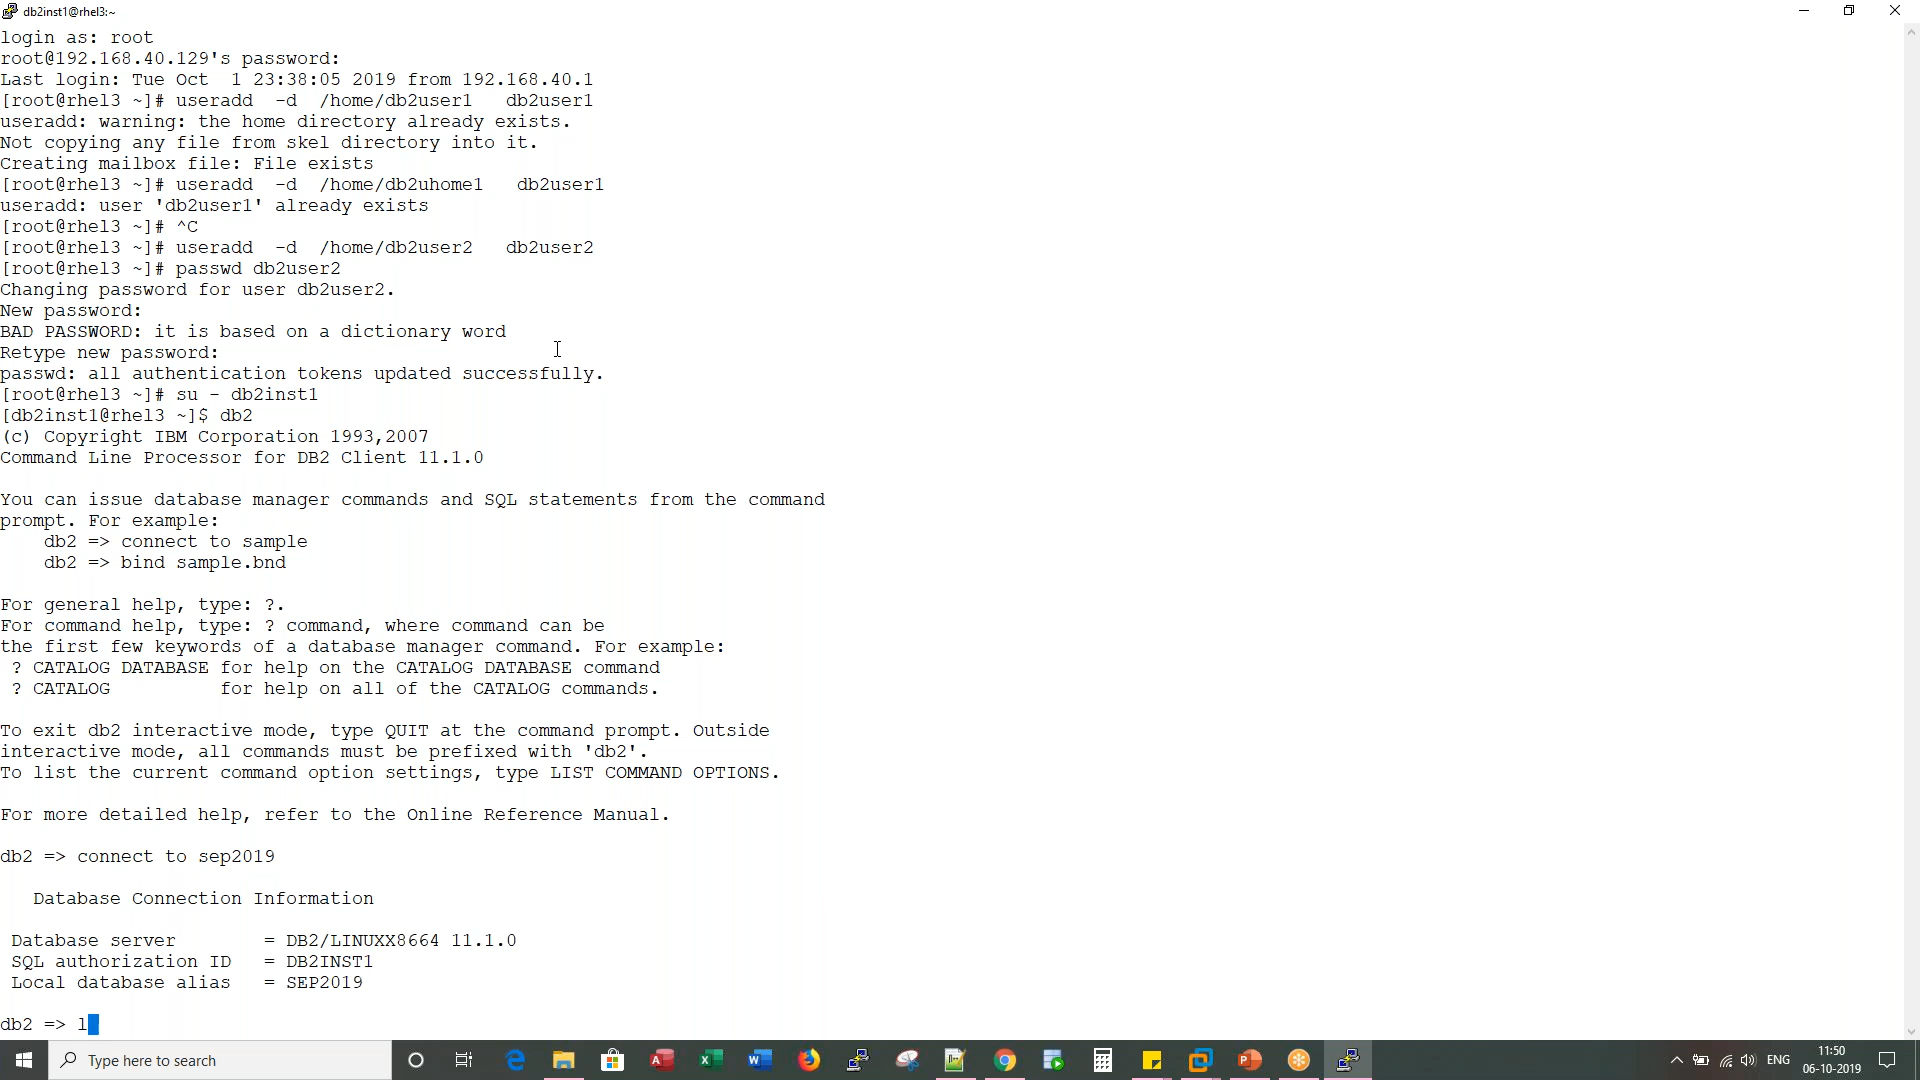 db2inst1@rhel3:~
login as: root
root@192.168.40.129's password:
Last login: Tue Oct  1 23:38:05 2019 from 192.168.40.1
[root@rhel3 ~]# useradd  -d  /home/db2user1   db2user1
useradd: warning: the home directory already exists.
Not copying any file from skel directory into it.
Creating mailbox file: File exists
[root@rhel3 ~]# useradd  -d  /home/db2uhome1   db2user1
useradd: user 'db2user1' already exists
[root@rhel3 ~]# ^C
[root@rhel3 ~]# useradd  -d  /home/db2user2   db2user2
[root@rhel3 ~]# passwd db2user2
Changing password for user db2user2.
New password:
BAD PASSWORD: it is based on a dictionary word
Retype new password:
passwd: all authentication tokens updated successfully.
[root@rhel3 ~]# su - db2inst1
[db2inst1@rhel3 ~]$ db2
(c) Copyright IBM Corporation 1993,2007
Command Line Processor for DB2 Client 11.1.0
You can issue database manager commands and SQL statements from the command
prompt. For example:
    db2 => connect to sample
    db2 => bind sample.bnd
For general help, type: ?.
For command help, type: ? command, where command can be
the first few keywords of a database manager command. For example:
 ? CATALOG DATABASE for help on the CATALOG DATABASE command
 ? CATALOG          for help on all of the CATALOG commands.
To exit db2 interactive mode, type QUIT at the command prompt. Outside
interactive mode, all commands must be prefixed with 'db2'.
To list the current command option settings, type LIST COMMAND OPTIONS.
For more detailed help, refer to the Online Reference Manual.
db2 => connect to sep2019
   Database Connection Information
 Database server        = DB2/LINUXX8664 11.1.0
 SQL authorization ID   = DB2INST1
 Local database alias   = SEP2019
db2 => l
Type here to search
ENG
11:50
06-10-2019